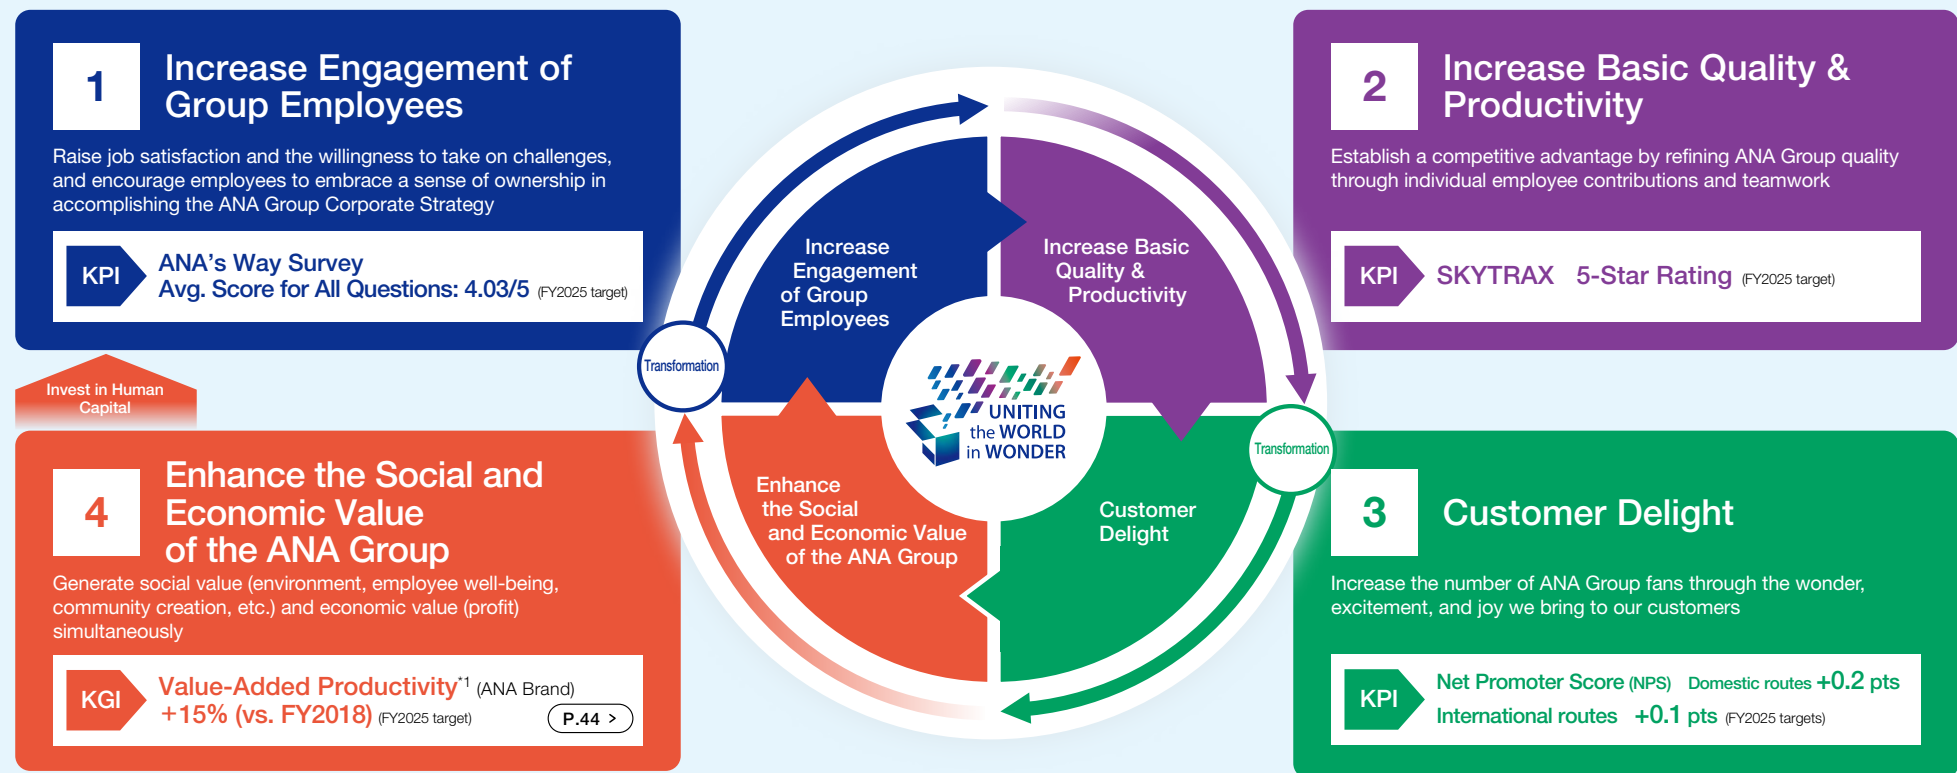 1
Increase Engagement of
Group Employees
Raise job satisfaction and the willingness to take on challenges,
and encourage employees to embrace a sense of ownership in
accomplishing the ANA Group Corporate Strategy
KPI
ANA's Way Survey
Avg. Score for All Questions: 4.03/5 (FY2025 target)
2
Increase Basic Quality &
Productivity
Establish a competitive advantage by refining ANA Group quality
through individual employee contributions and teamwork
KPI
SKYTRAX 5-Star Rating (FY2025 target)
Increase
Engagement
of Group
Employees
Increase Basic
Quality &
Productivity
Transformation
UNITING
the WORLD
in WONDER
Transformation
Enhance
the Social
and Economic Value
of the ANA Group
Customer
Delight
Invest in Human
Capital
4
Enhance the Social and
Economic Value
of the ANA Group
Generate social value (environment, employee well-being,
community creation, etc.) and economic value (profit)
simultaneously
KGI
Value-Added Productivity*1 (ANA Brand)
+15% (vs. FY2018) (FY2025 target)
P.44 >
3
Customer Delight
Increase the number of ANA Group fans through the wonder,
excitement, and joy we bring to our customers
KPI
Net Promoter Score (NPS) Domestic routes +0.2 pts
International routes +0.1 pts (FY2025 targets)